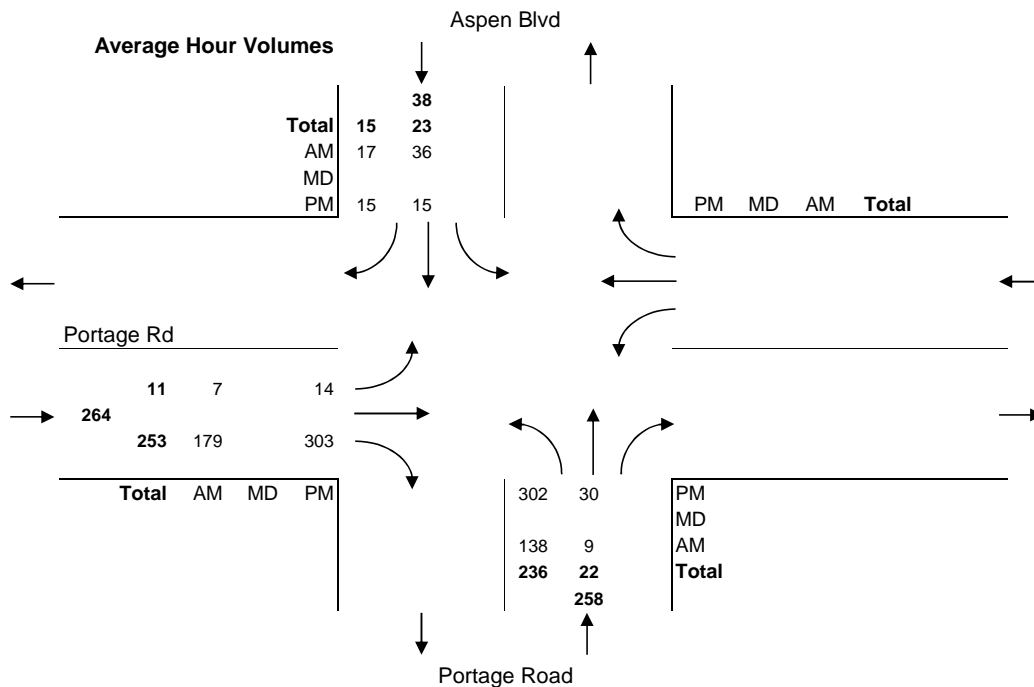 Aspen Blvd
Average Hour Volumes
38
Total 15 23
AM 17 36
MD
PM 15 15
PM MD AM Total
Portage Rd
11 7 14
264
253 179 303
Total AM MD PM
302 30 PM
MD
138 9 AM
236 22 Total
258
Portage Road